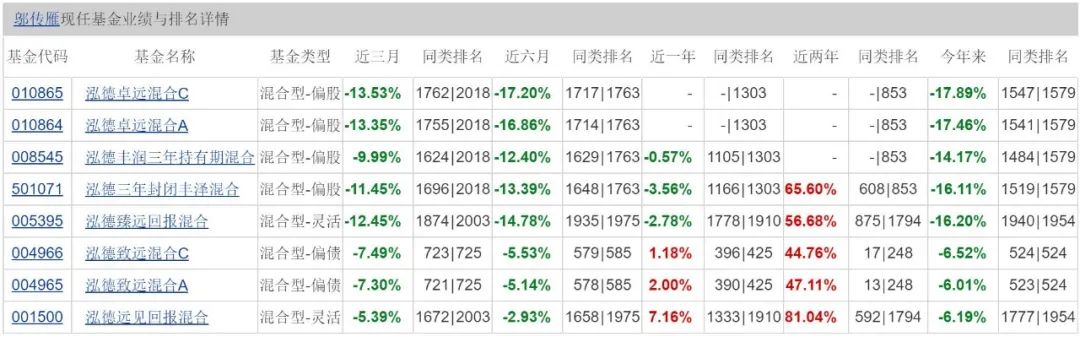 邬传雁现任基金业绩与排名详情
基金代码 基金名称 基金类型 近三月 同类排名 近六月 同类排名 近一年 同类排名 近两年 同类排名 今年来 同类排名
010865 泓德卓远混合C 混合型-偏股 -13.53% 1762|2018 -17.20% 1717|1763 - -|1303 - -|853 -17.89% 1547|1579
010864 泓德卓远混合A 混合型-偏股 -13.35% 1755|2018 -16.86% 1714|1763 - -|1303 - -|853 -17.46% 1541|1579
008545 泓德丰润三年持有期混合 混合型-偏股 -9.99% 1624|2018 -12.40% 1629|1763 -0.57% 1105|1303 - -|853 -14.17% 1484|1579
501071 泓德三年封闭丰泽混合 混合型-偏股 -11.45% 1696|2018 -13.39% 1648|1763 -3.56% 1166|1303 65.60% 608|853 -16.11% 1519|1579
005395 泓德臻远回报混合 混合型-灵活 -12.45% 1874|2003 -14.78% 1935|1975 -2.78% 1778|1910 56.68% 875|1794 -16.20% 1940|1954
004966 泓德致远混合C 混合型-偏债 -7.49% 723|725 -5.53% 579|585 1.18% 396|425 44.76% 17|248 -6.52% 524|524
004965 泓德致远混合A 混合型-偏债 -7.30% 721|725 -5.14% 578|585 2.00% 390|425 47.11% 13|248 -6.01% 523|524
001500 泓德远见回报混合 混合型-灵活 -5.39% 1672|2003 -2.93% 1658|1975 7.16% 1333|1910 81.04% 592|1794 -6.19% 1777|1954